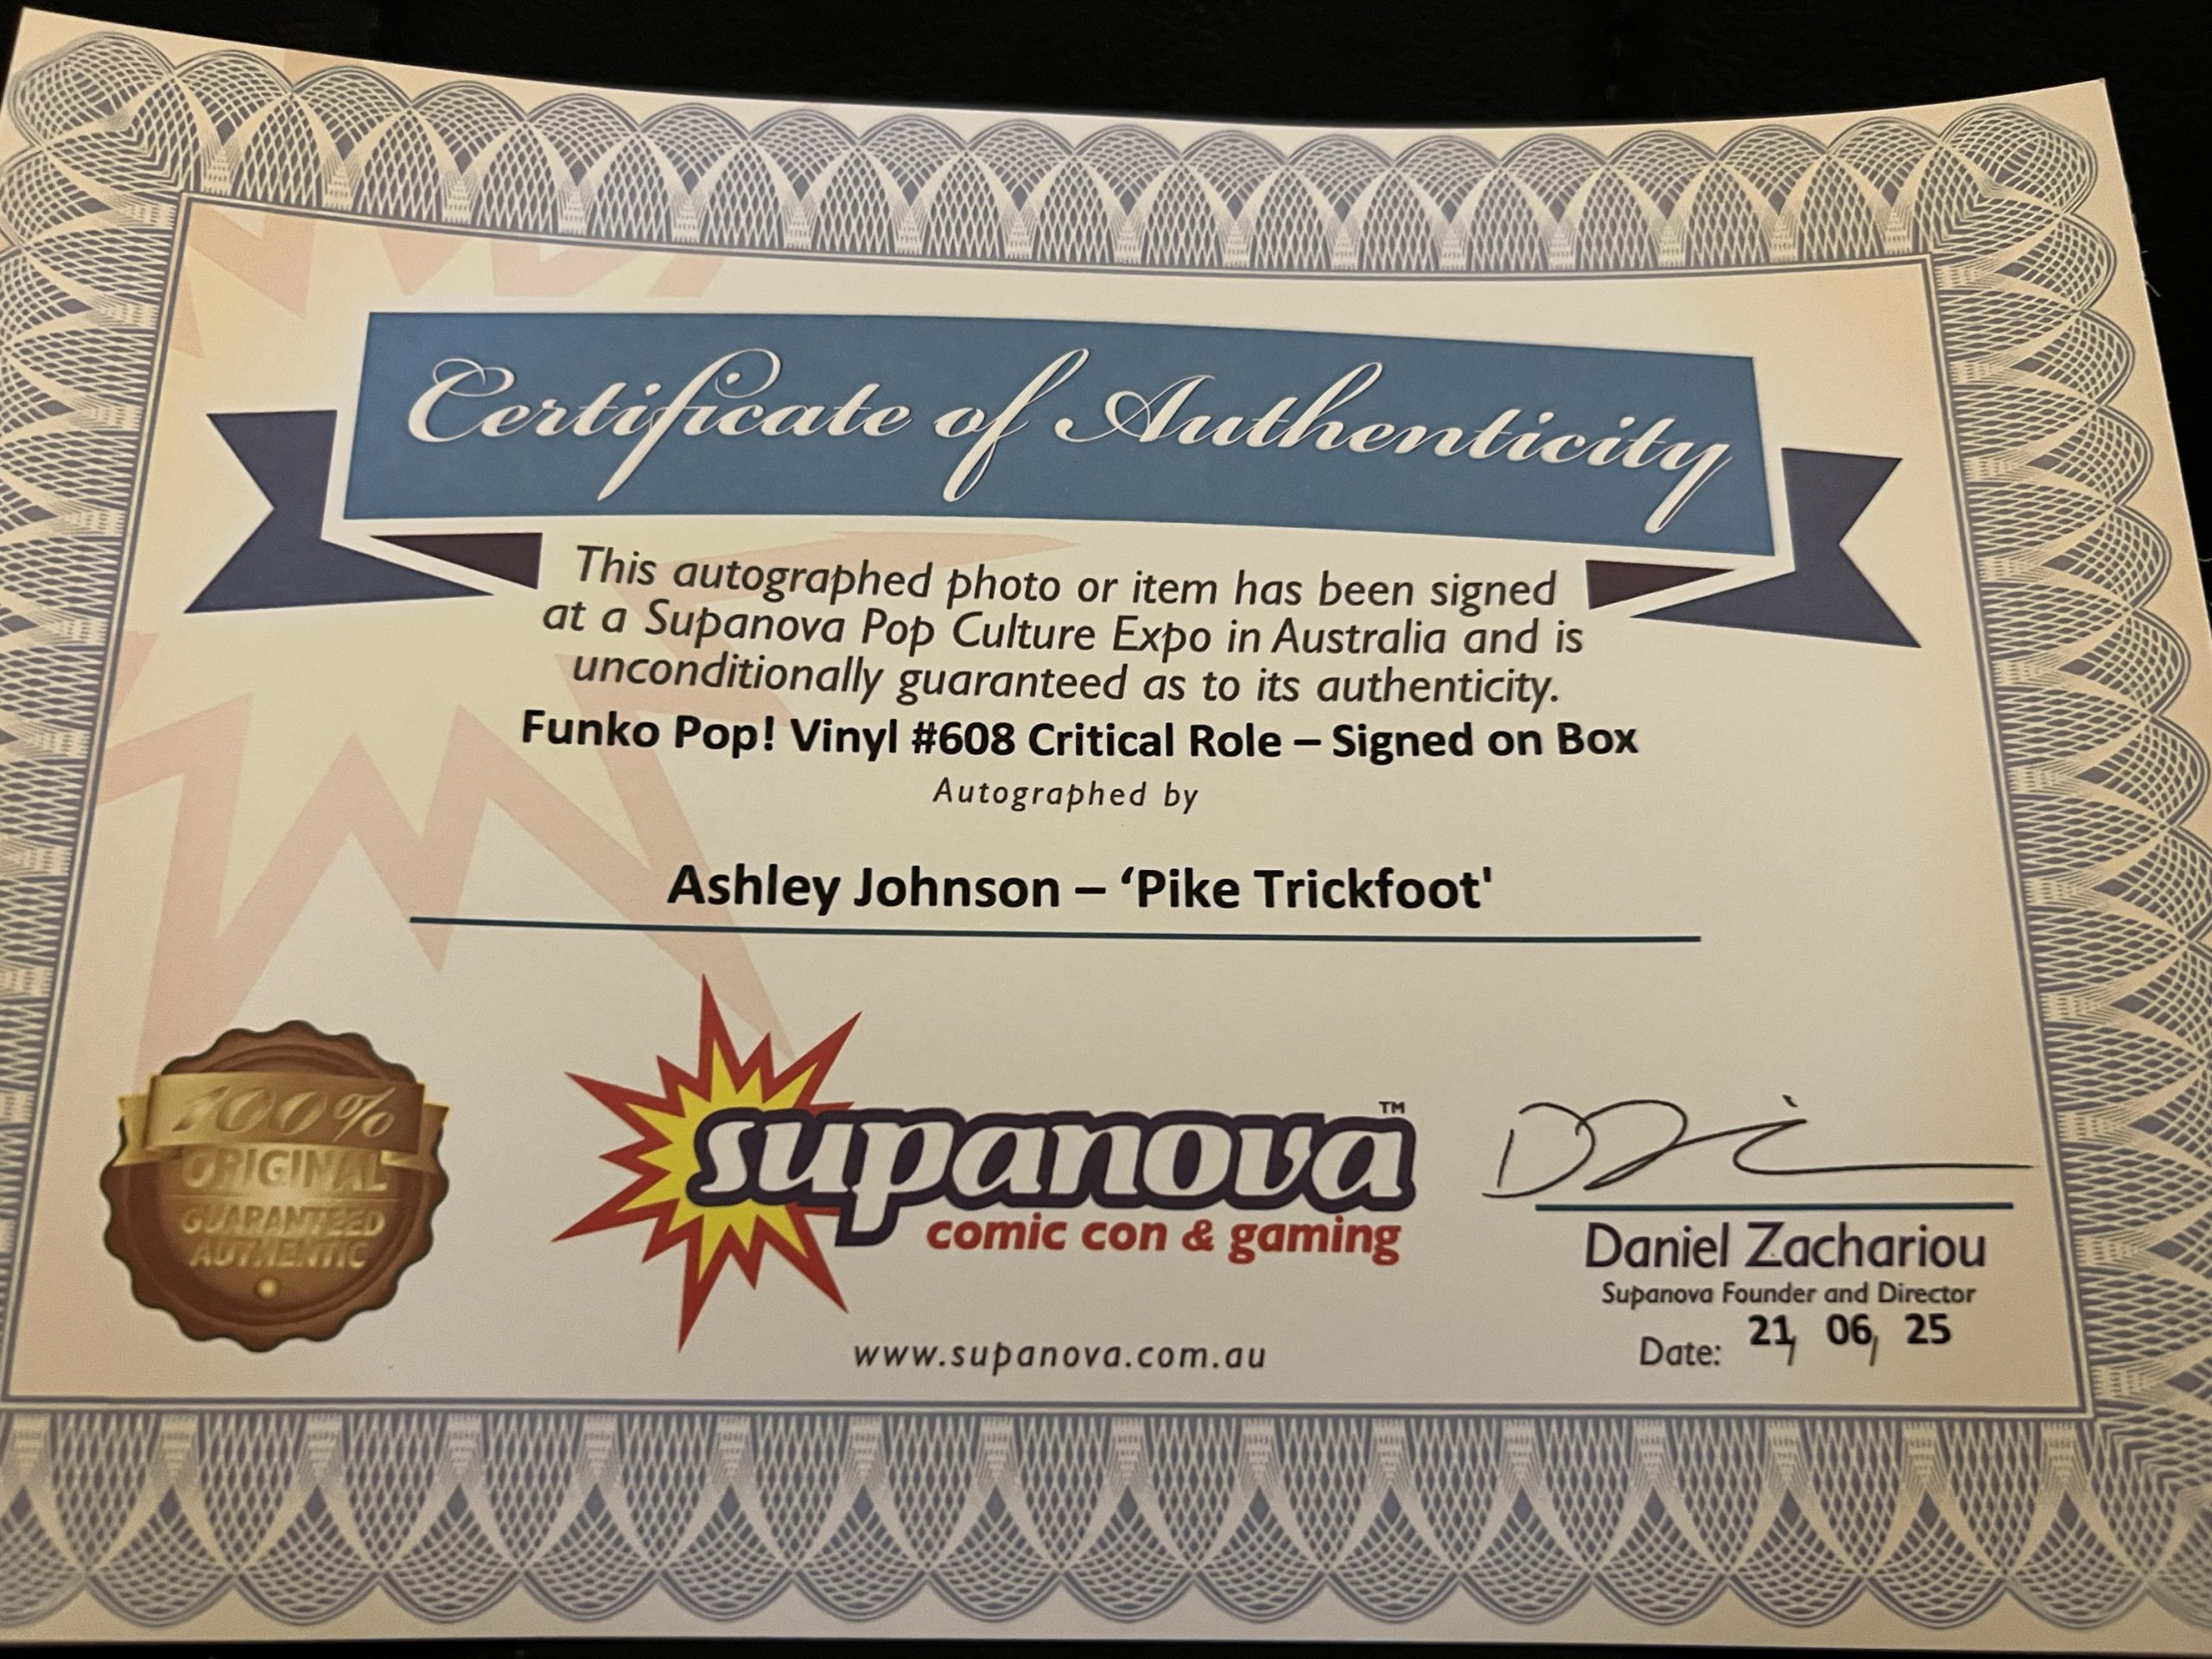 Certificate of Authenticity
This autographed photo or item has been signed
at a Supanova Pop Culture Expo in Australia and is
unconditionally guaranteed as to its authenticity.
Funko Pop! Vinyl #608 Critical Role – Signed on Box
Autographed by
Ashley Johnson – ‘Pike Trickfoot'
100%
ORIGINAL
GUARANTEED
AUTHENTIC
supanova™
comic con & gaming
www.supanova.com.au
Daniel Zachariou
Supanova Founder and Director
Date: 21/ 06/ 25